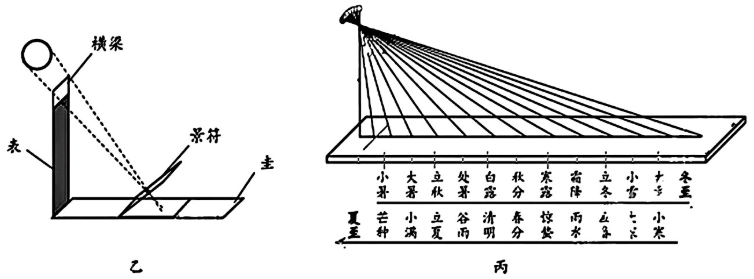 横梁
表
景符
圭
乙
小暑 大暑 立秋 处暑 白露 秋分 寒露 霜降 立冬 小雪 冬至
夏至 芒种 小满 立夏 谷雨 清明 春分 惊蛰 雨水 小寒
丙